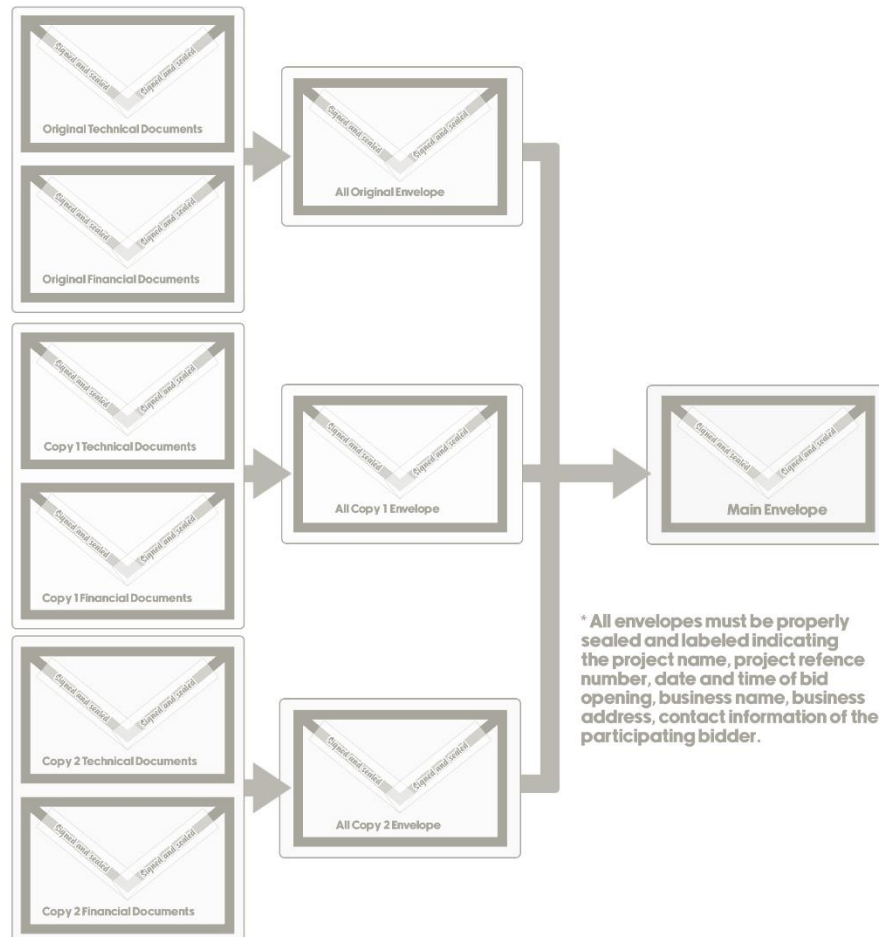 Signed and sealed
Signed and sealed
Original Technical Documents
Signed and sealed
Signed and sealed
Original Financial Documents
Signed and sealed
Signed and sealed
All Original Envelope
Signed and sealed
Signed and sealed
Copy 1 Technical Documents
Signed and sealed
Signed and sealed
Copy 1 Financial Documents
Signed and sealed
Signed and sealed
All Copy 1 Envelope
Signed and sealed
Signed and sealed
Main Envelope
* All envelopes must be properly
sealed and labeled indicating
the project name, project refence
number, date and time of bid
opening, business name, business
address, contact information of the
participating bidder.
Signed and sealed
Signed and sealed
Copy 2 Technical Documents
Signed and sealed
Signed and sealed
Copy 2 Financial Documents
Signed and sealed
Signed and sealed
All Copy 2 Envelope